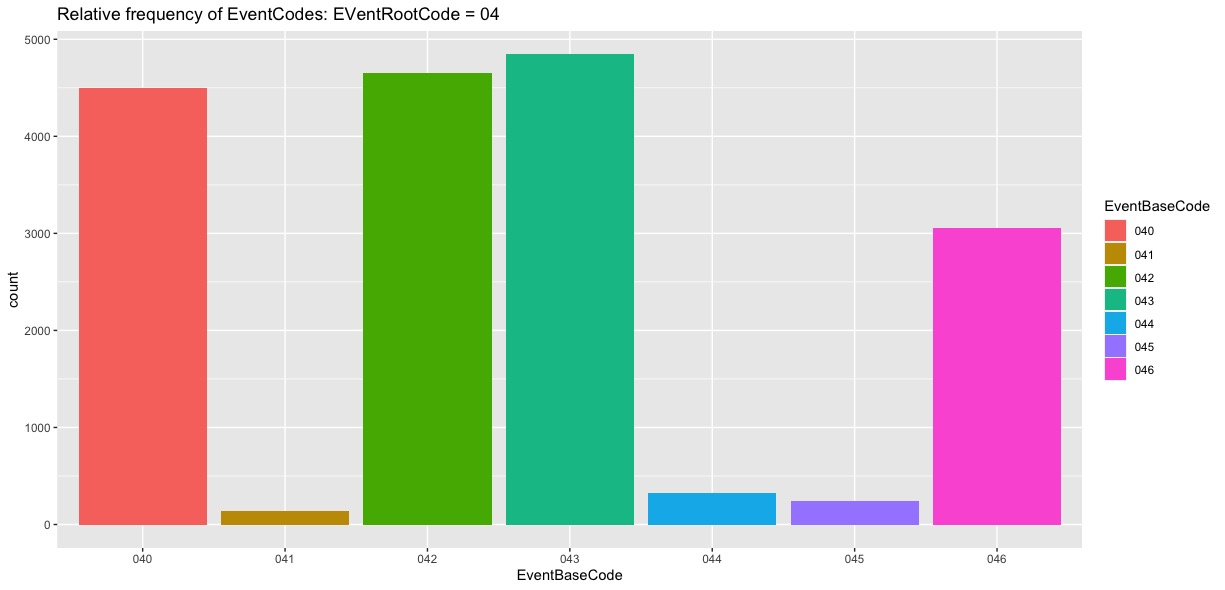 Relative frequency of EventCodes: EVentRootCode = 04
5000
4000
3000
2000
1000
0
count
040 041 042 043 044 045 046
EventBaseCode
EventBaseCode
040
041
042
043
044
045
046